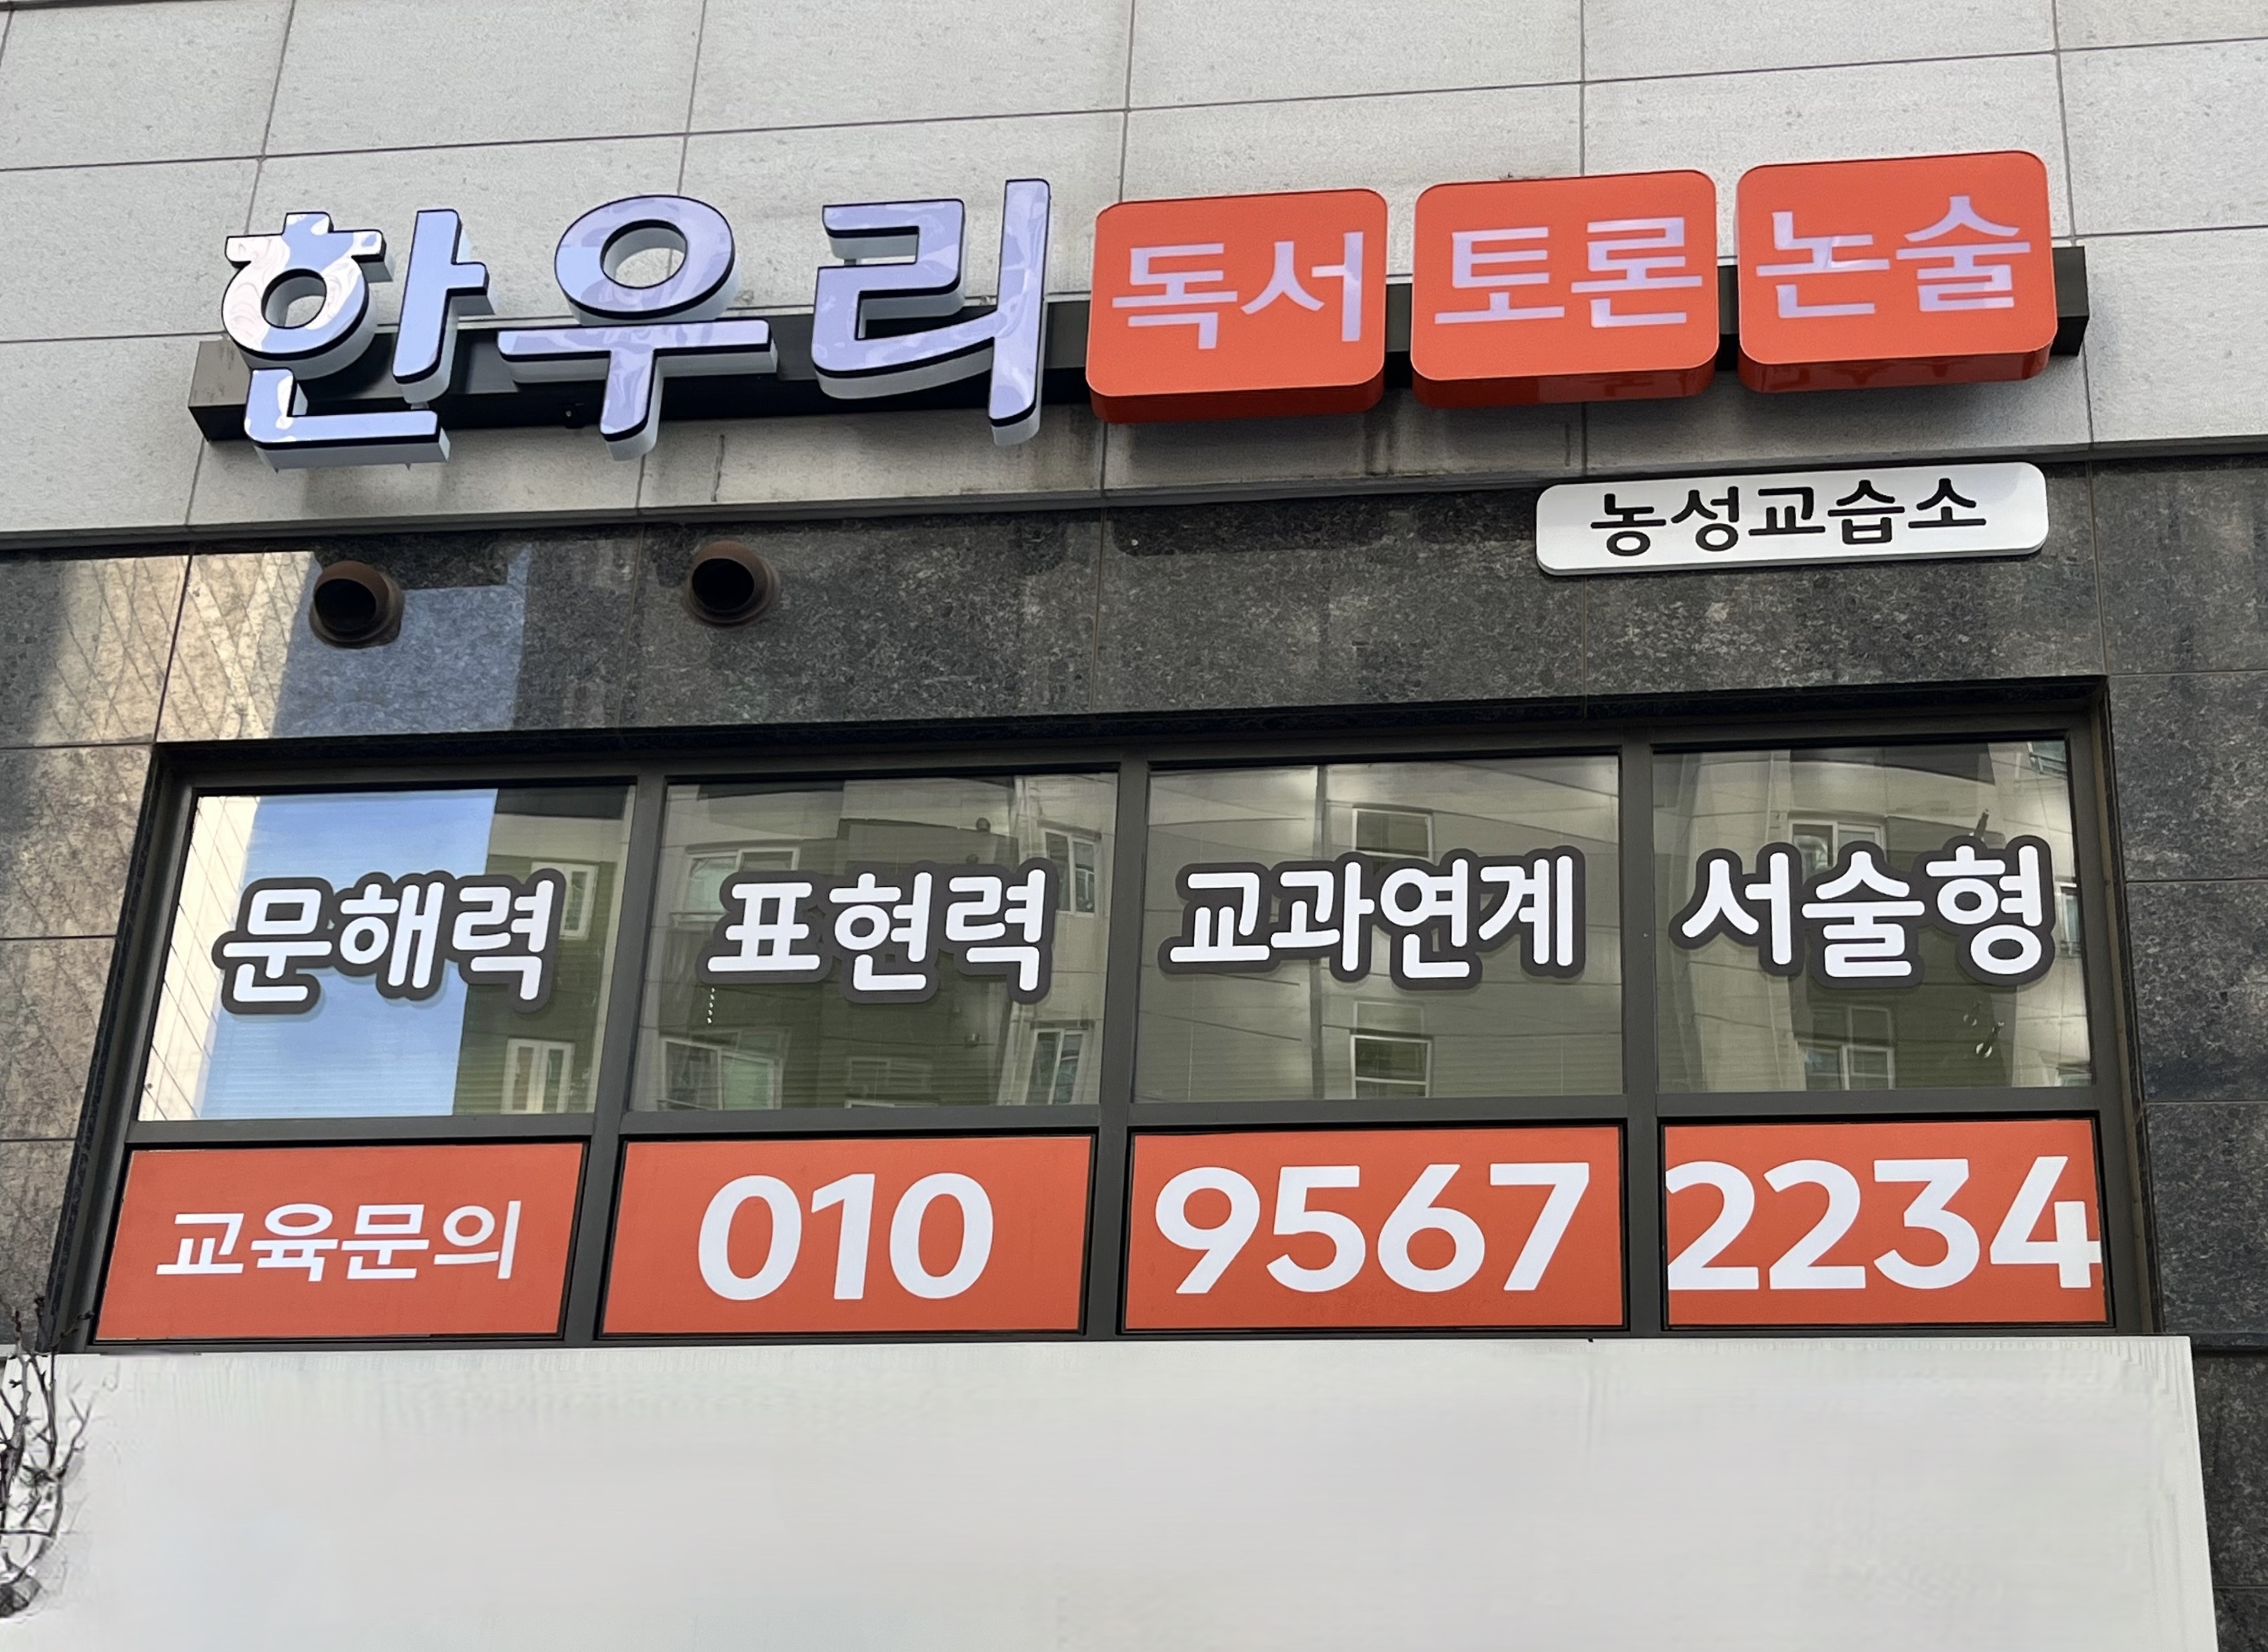 한우리 독서 토론 논술
농성교습소
문해력 표현력 교과연계 서술형
교육문의 010 9567 2234